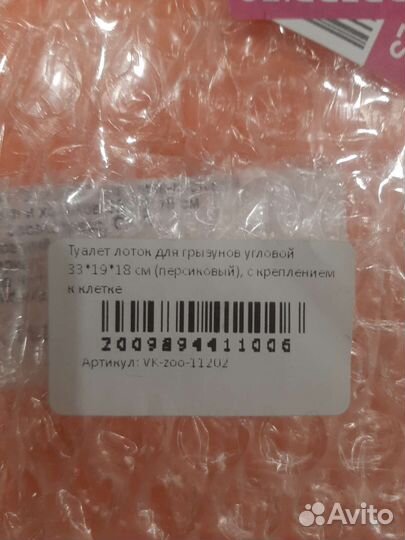 Туалет лоток для грызунов угловой
33*19*18 см (персиковый), с креплением
к клетке
2009894411006
Артикул: VK-zoo-11202
Avito